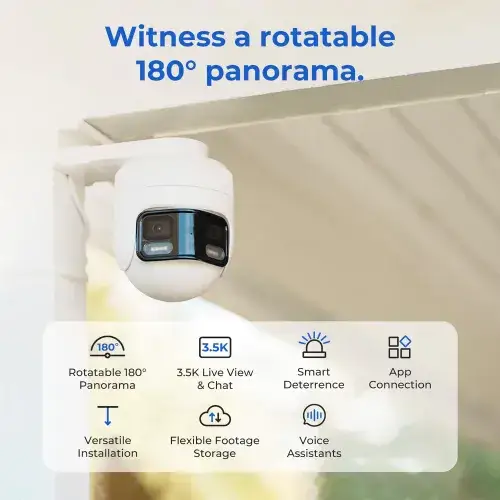 Witness a rotatable
180° panorama.
180°
3.5K
Rotatable 180°
Panorama
3.5K Live View
& Chat
Smart
Deterrence
App
Connection
Versatile
Installation
Flexible Footage
Storage
Voice
Assistants